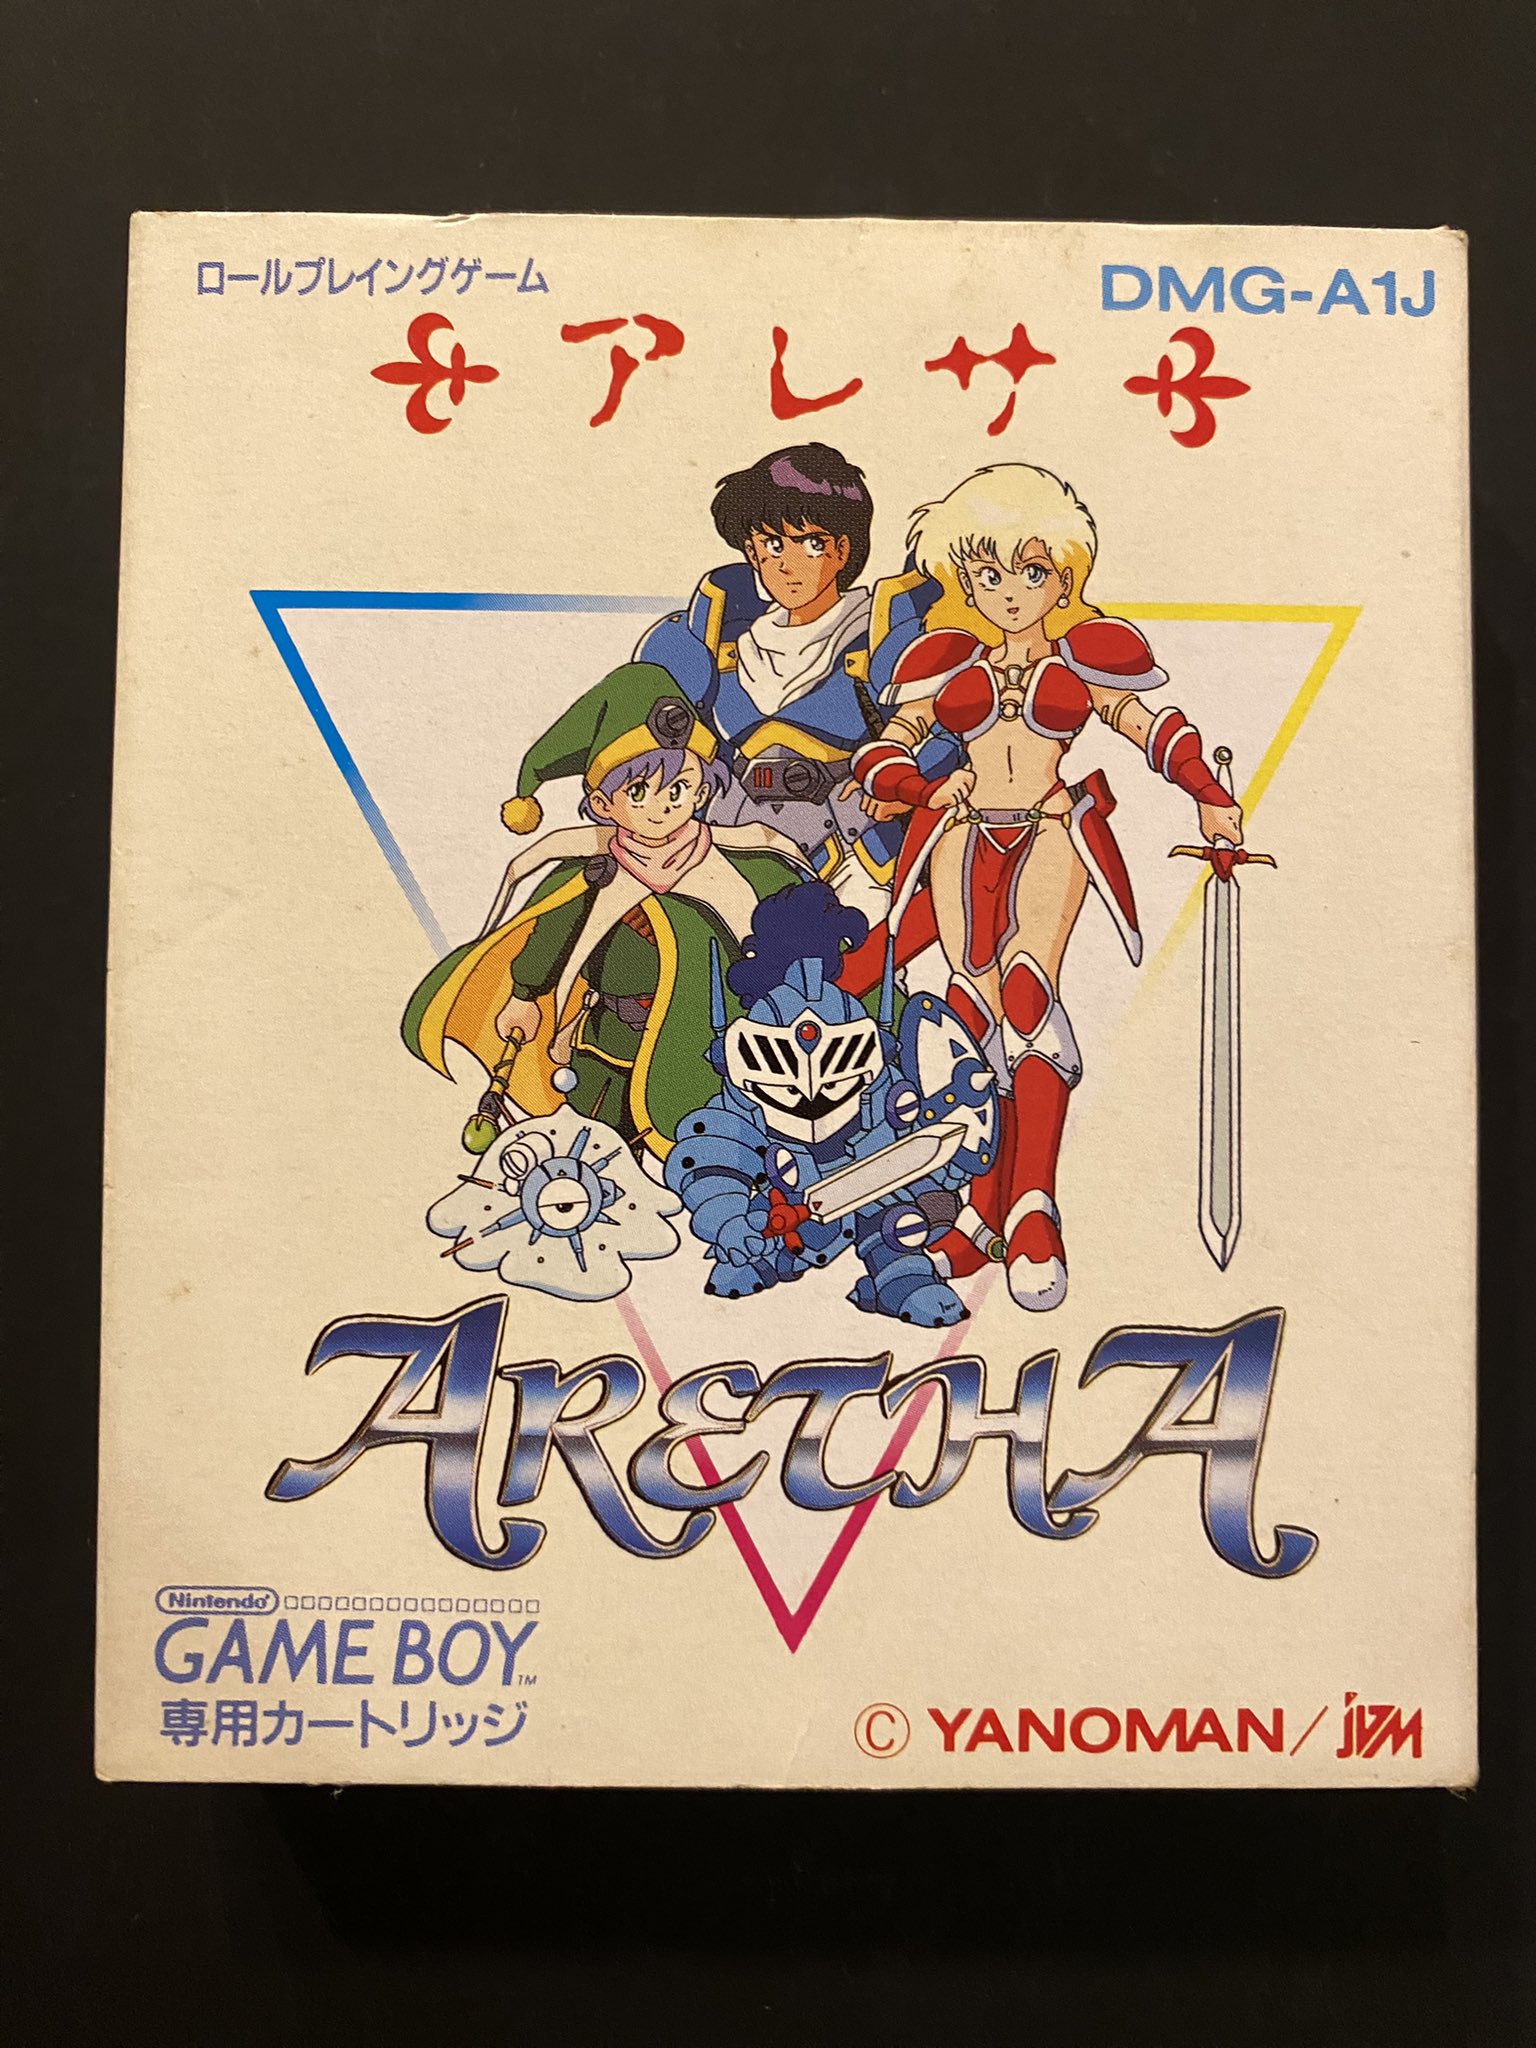 ロールプレイングゲーム
DMG-A1J
アレサ
ARETHA
Nintendo
GAME BOY™
専用カートリッジ
© YANOMAN / jVM